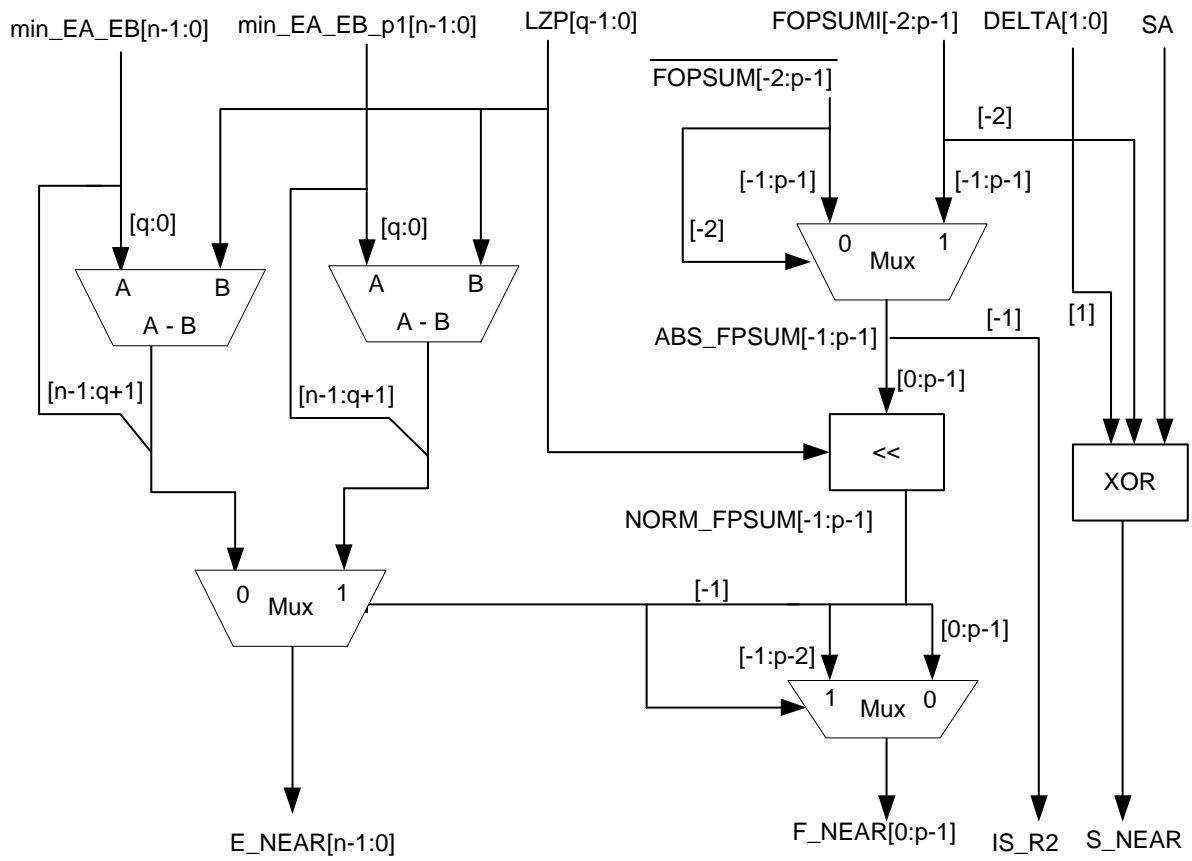 min_EA_EB[n-1:0]
min_EA_EB_p1[n-1:0]
LZP[q-1:0]
FOPSUMI[-2:p-1]
DELTA[1:0]
SA
FOPSUM[-2:p-1]
[-2]
[-1:p-1]
[-1:p-1]
[q:0]
[q:0]
[-2]
0
1
Mux
A
B
A - B
A
B
A - B
[-1]
[1]
ABS_FPSUM[-1:p-1]
[n-1:q+1]
[n-1:q+1]
[0:p-1]
<<
XOR
NORM_FPSUM[-1:p-1]
0
1
Mux
[-1]
[0:p-1]
[-1:p-2]
1
0
Mux
E_NEAR[n-1:0]
F_NEAR[0:p-1]
IS_R2
S_NEAR